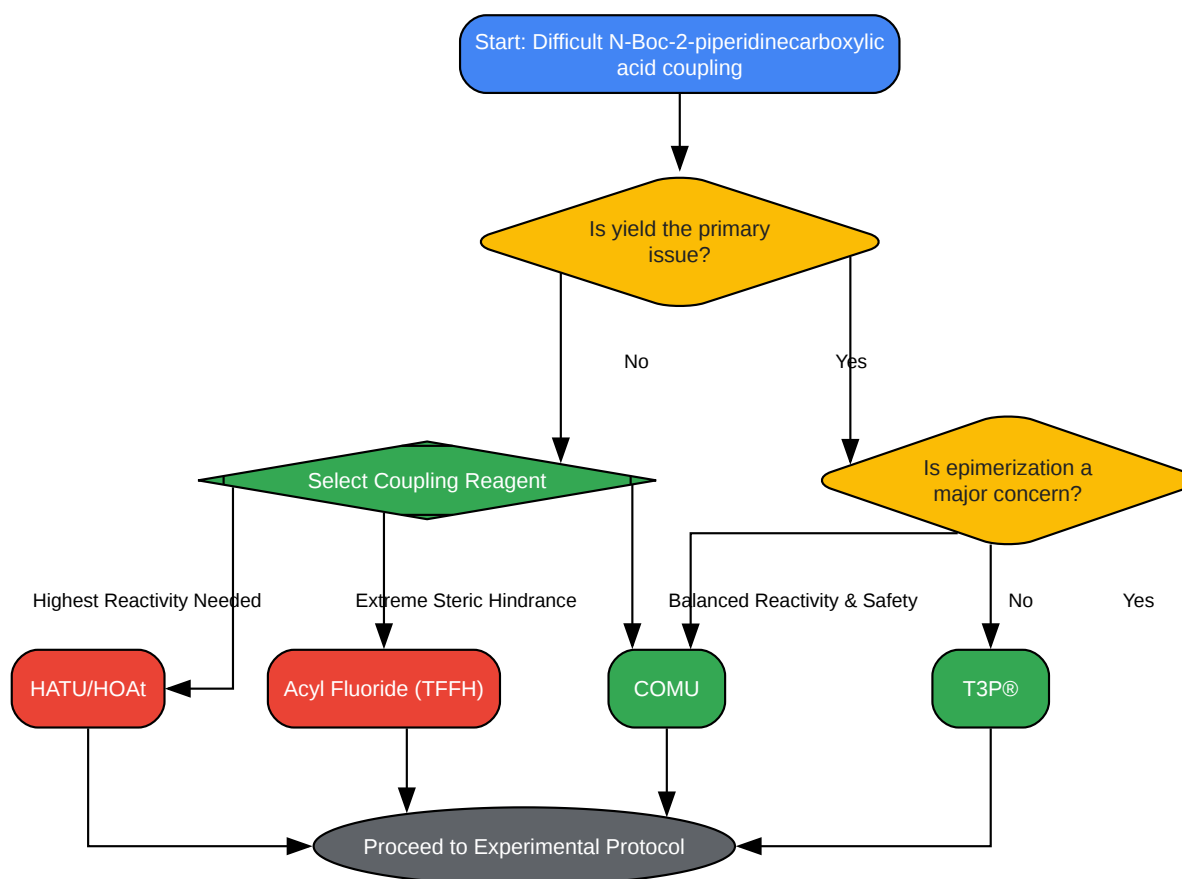 Start: Difficult N-Boc-2-piperidinecarboxylic
acid coupling
Is yield the primary
issue?
No
Yes
Select Coupling Reagent
Is epimerization a
major concern?
Highest Reactivity Needed
Extreme Steric Hindrance
Balanced Reactivity & Safety
No
Yes
HATU/HOAt
Acyl Fluoride (TFFH)
COMU
T3P®
Proceed to Experimental Protocol